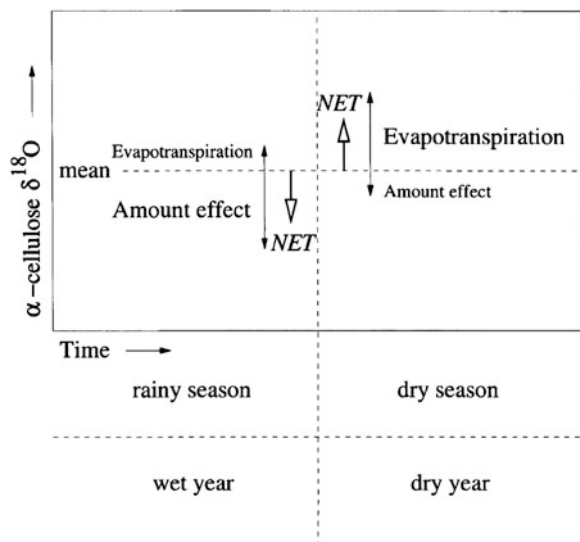 α-cellulose δ¹⁸O
NET
Evapotranspiration
Evapotranspiration
mean
Amount effect
Amount effect
NET
Time
rainy season dry season
wet year dry year